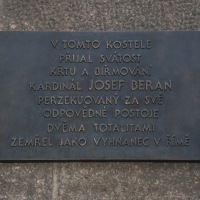 V TOMTO KOSTELE
PŘIJAL SVÁTOST
KŘTU A BIŘMOVÁNÍ
KARDINÁL JOSEF BERAN
PERZEKUOVANÝ ZA SVÉ
ODPOVĚDNÉ POSTOJE
DVĚMA TOTALITAMI
ZEMŘEL JAKO VYHNANEC V ŘÍMĚ